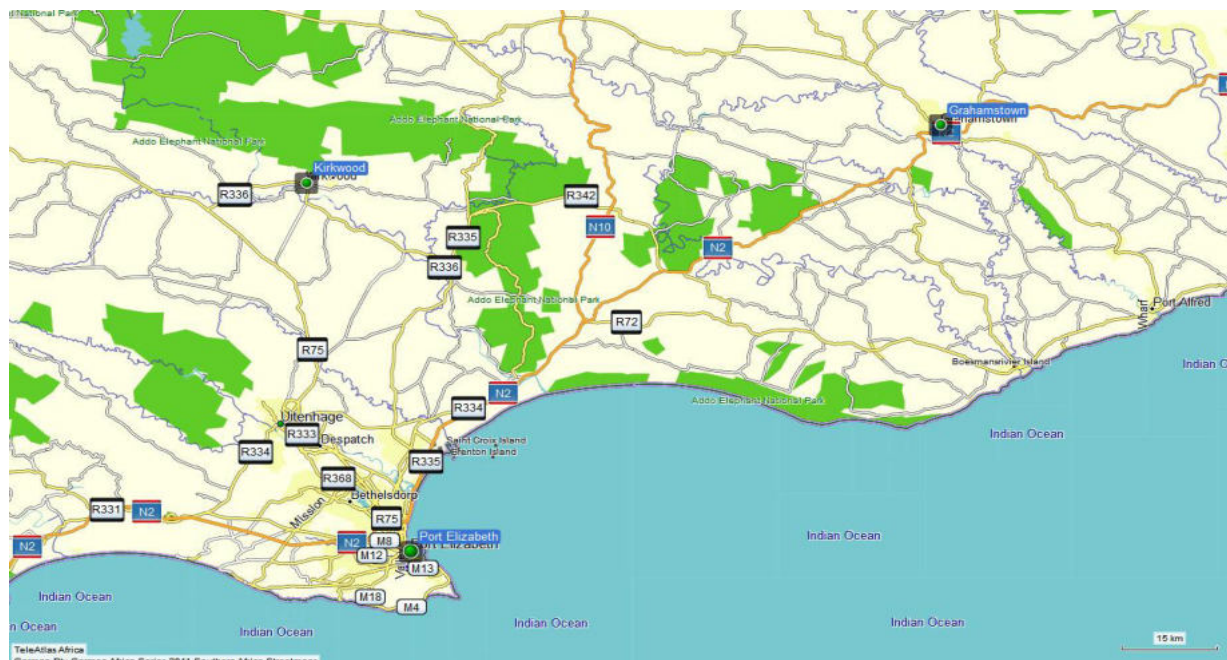 nt National Park
Addo Elephant National Park
Grahamstown
Addo Elephant National Park
Kirkwood
R336
R342
N10
R335
N2
R336
Addo Elephant National Park
R72
Wharf
Port Alfred
R75
Boesmansrivier Island
Indian O
N2
Addo Elephant National Park
R334
Uitenhage
R333
Despatch
Indian Ocean
Saint Croix Island
Brenton Island
R334
R335
R368
Bethelsdorp
Mission
R331
N2
R75
Port Elizabeth
Indian Ocean
N2
M8
N2
M12
M13
Indian Ocean
M18
M4
Indian Ocean
Indian Ocean
n Ocean
Indian Ocean
15 km
TeleAtlas Africa